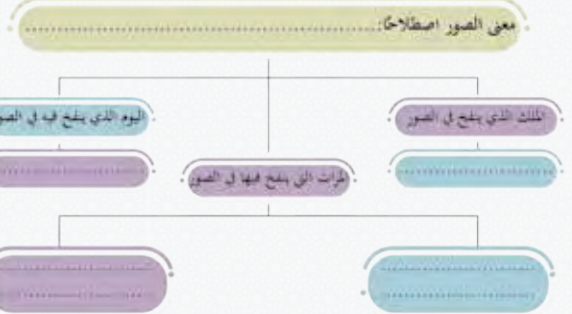 معنى الصور اصطلاحًا:..................................................
الملك الذي ينفخ في الصور
اليوم الذي ينفخ فيه في الصور
المرات التي ينفخ فيها في الصور